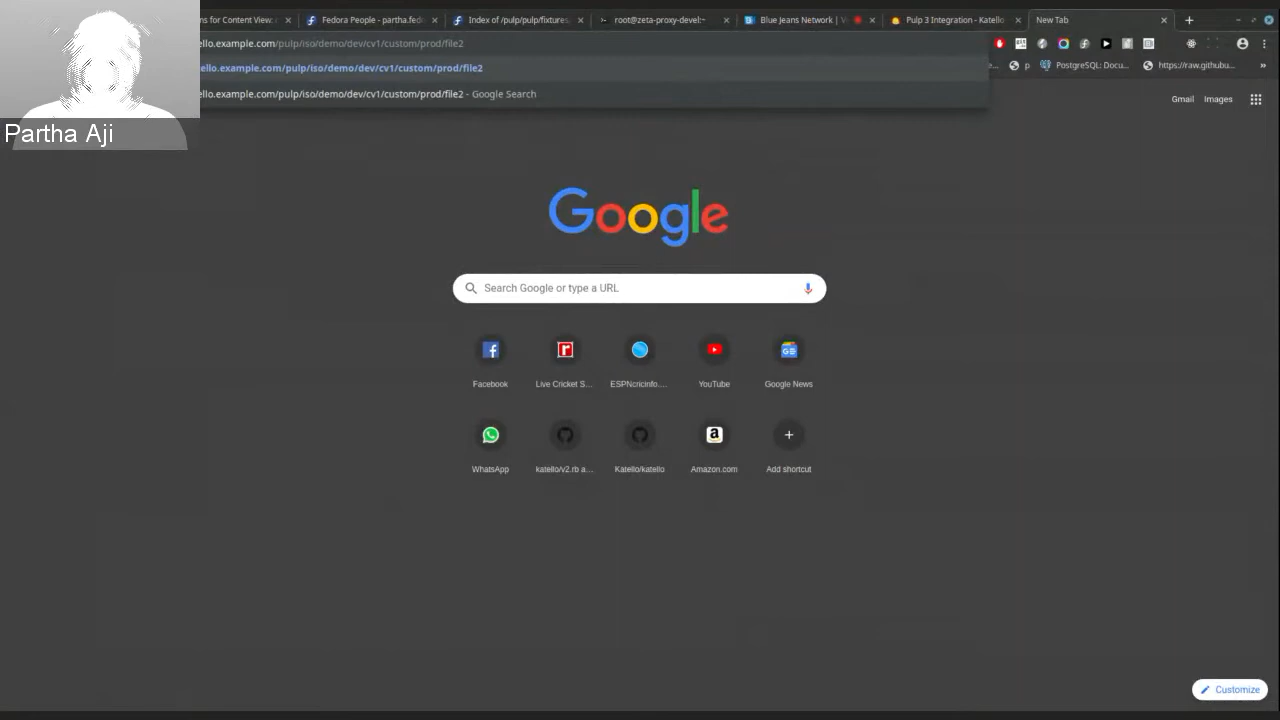 ns for Content View:
Fedora People - partha.fed
Index of /pulp/pulp/fixtures
root@zeta-proxy-devel:~
Blue Jeans Network | V
Pulp 3 Integration - Katello
New Tab
ello.example.com/pulp/iso/demo/dev/cv1/custom/prod/file2
ello.example.com/pulp/iso/demo/dev/cv1/custom/prod/file2
ello.example.com/pulp/iso/demo/dev/cv1/custom/prod/file2 - Google Search
p
PostgreSQL: Docu...
https://raw.githubu...
»
Partha Aji
Gmail
Images
Google
Search Google or type a URL
Facebook
Live Cricket S...
ESPNcricinfo....
YouTube
Google News
WhatsApp
katello/v2.rb a...
Katello/katello
Amazon.com
Add shortcut
Customize